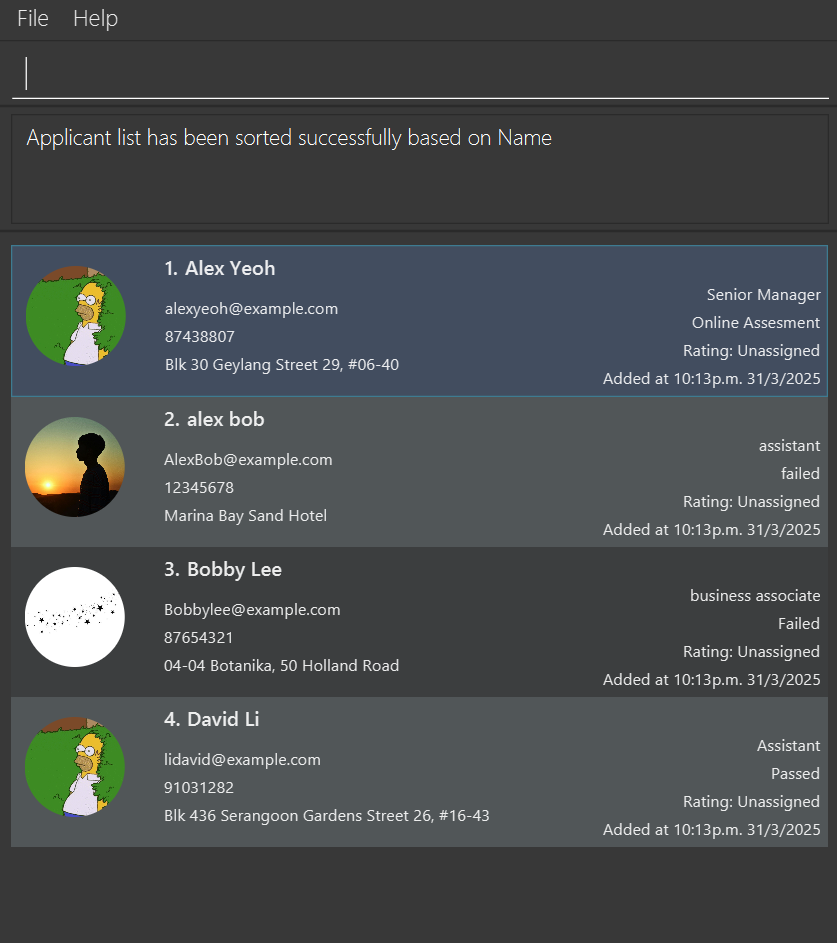 File Help
Applicant list has been sorted successfully based on Name
1. Alex Yeoh
alexyeoh@example.com
87438807
Blk 30 Geylang Street 29, #06-40
Senior Manager
Online Assesment
Rating: Unassigned
Added at 10:13p.m. 31/3/2025
2. alex bob
AlexBob@example.com
12345678
Marina Bay Sand Hotel
assistant
failed
Rating: Unassigned
Added at 10:13p.m. 31/3/2025
3. Bobby Lee
Bobbylee@example.com
87654321
04-04 Botanika, 50 Holland Road
business associate
Failed
Rating: Unassigned
Added at 10:13p.m. 31/3/2025
4. David Li
lidavid@example.com
91031282
Blk 436 Serangoon Gardens Street 26, #16-43
Assistant
Passed
Rating: Unassigned
Added at 10:13p.m. 31/3/2025